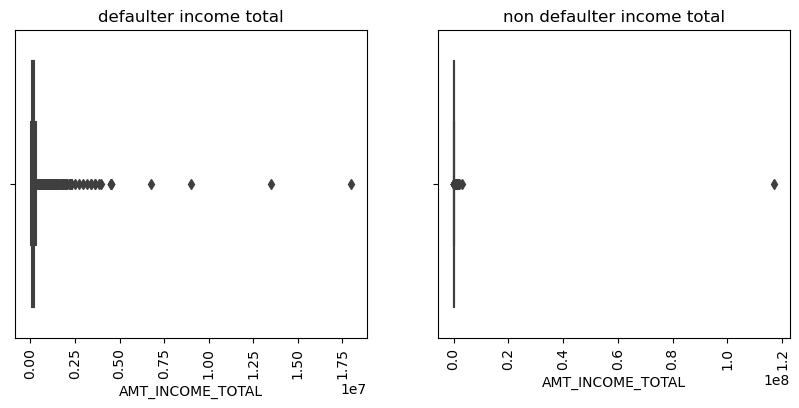 defaulter income total
0.00
0.25
0.50
0.75
1.00
1.25
1.50
1.75
1e7
AMT_INCOME_TOTAL
non defaulter income total
0.0
0.2
0.4
0.6
0.8
1.0
1.2
1e8
AMT_INCOME_TOTAL